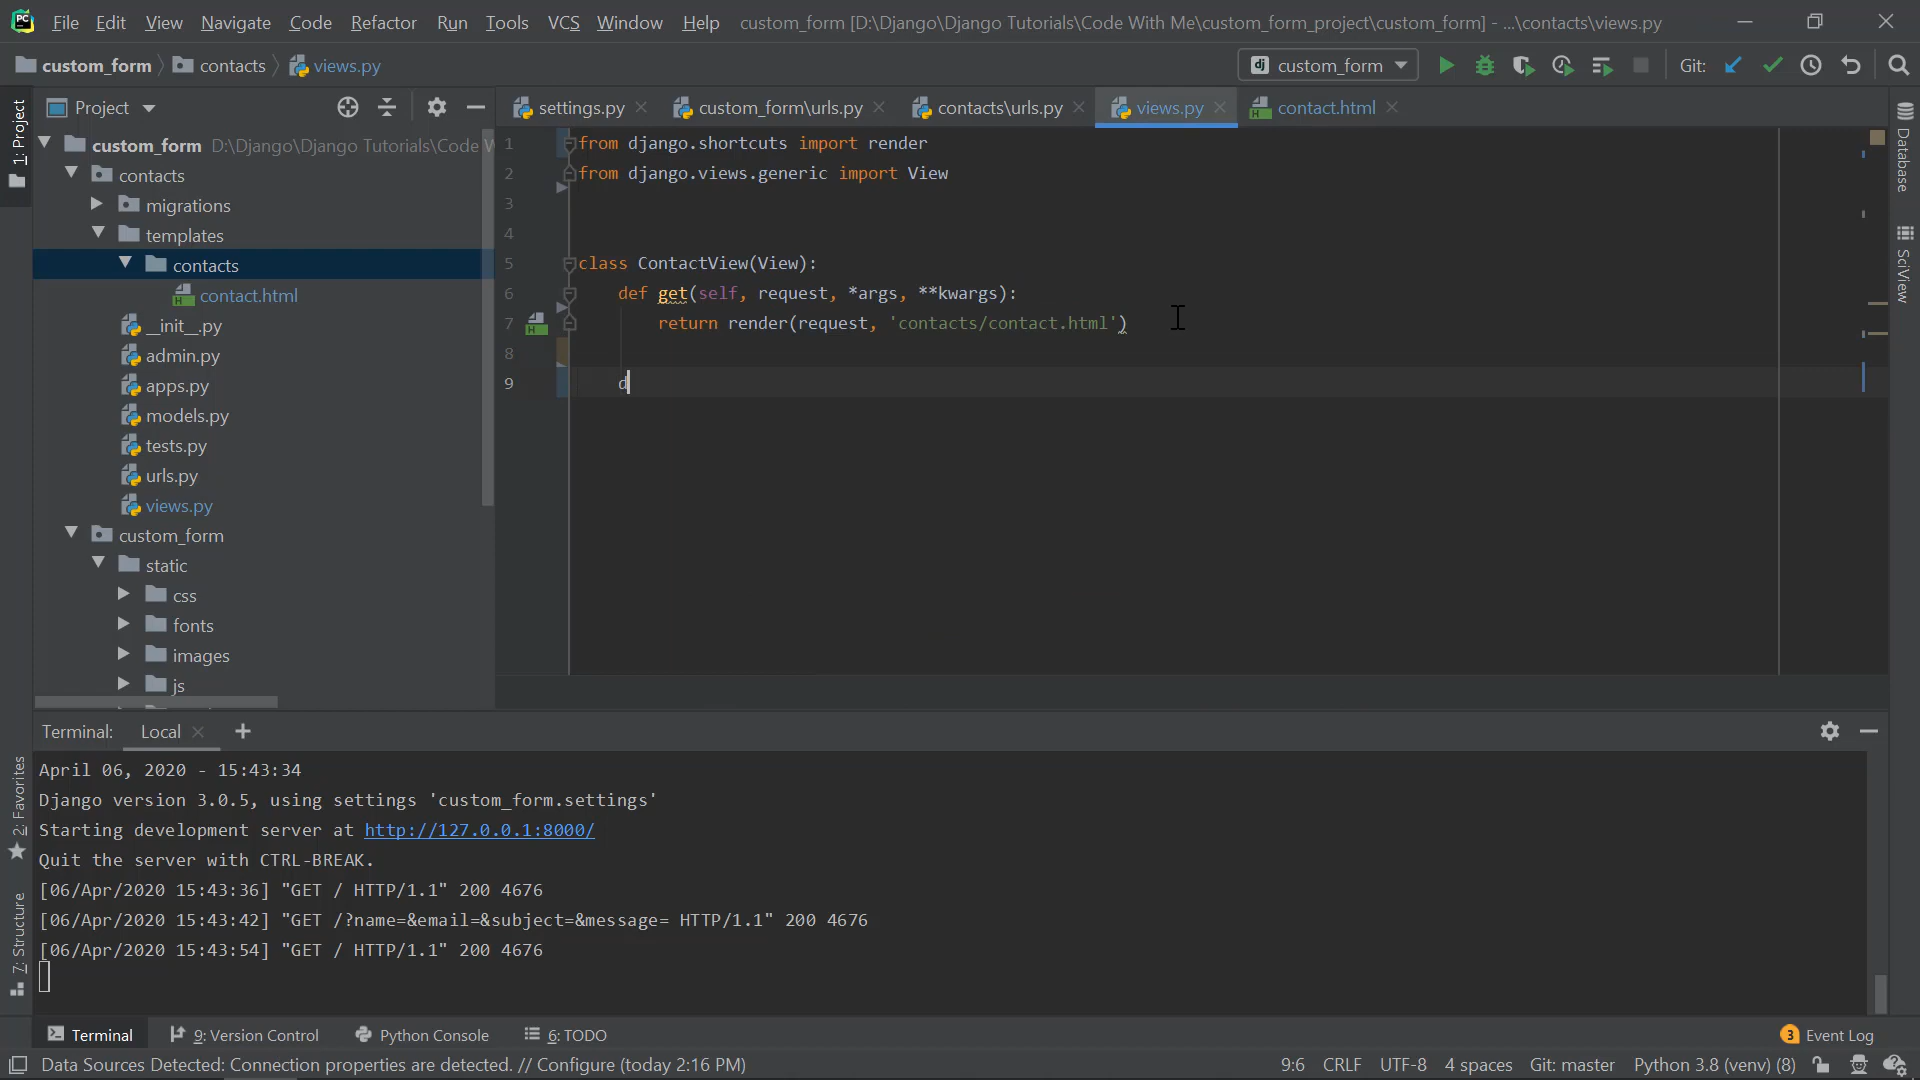 PC File Edit View Navigate Code Refactor Run Tools VCS Window Help custom_form [D:\Django\Django Tutorials\Code With Me\custom_form_project\custom_form] - ...\contacts\views.py
custom_form contacts views.py dj custom_form Git:
1: Project
Project
settings.py custom_form\urls.py contacts\urls.py views.py contact.html
custom_form D:\Django\Django Tutorials\Code W
contacts
migrations
templates
contacts
contact.html
__init__.py
admin.py
apps.py
models.py
tests.py
urls.py
views.py
custom_form
static
css
fonts
images
js
1 from django.shortcuts import render
2 from django.views.generic import View
3
4
5 class ContactView(View):
6 def get(self, request, *args, **kwargs):
7 return render(request, 'contacts/contact.html')
8
9 d
Database
SciView
Terminal: Local
April 06, 2020 - 15:43:34
Django version 3.0.5, using settings 'custom_form.settings'
Starting development server at http://127.0.0.1:8000/
Quit the server with CTRL-BREAK.
[06/Apr/2020 15:43:36] "GET / HTTP/1.1" 200 4676
[06/Apr/2020 15:43:42] "GET /?name=&email=&subject=&message= HTTP/1.1" 200 4676
[06/Apr/2020 15:43:54] "GET / HTTP/1.1" 200 4676
2: Favorites
7: Structure
Terminal 9: Version Control Python Console 6: TODO 3 Event Log
Data Sources Detected: Connection properties are detected. // Configure (today 2:16 PM) 9:6 CRLF UTF-8 4 spaces Git: master Python 3.8 (venv) (8)